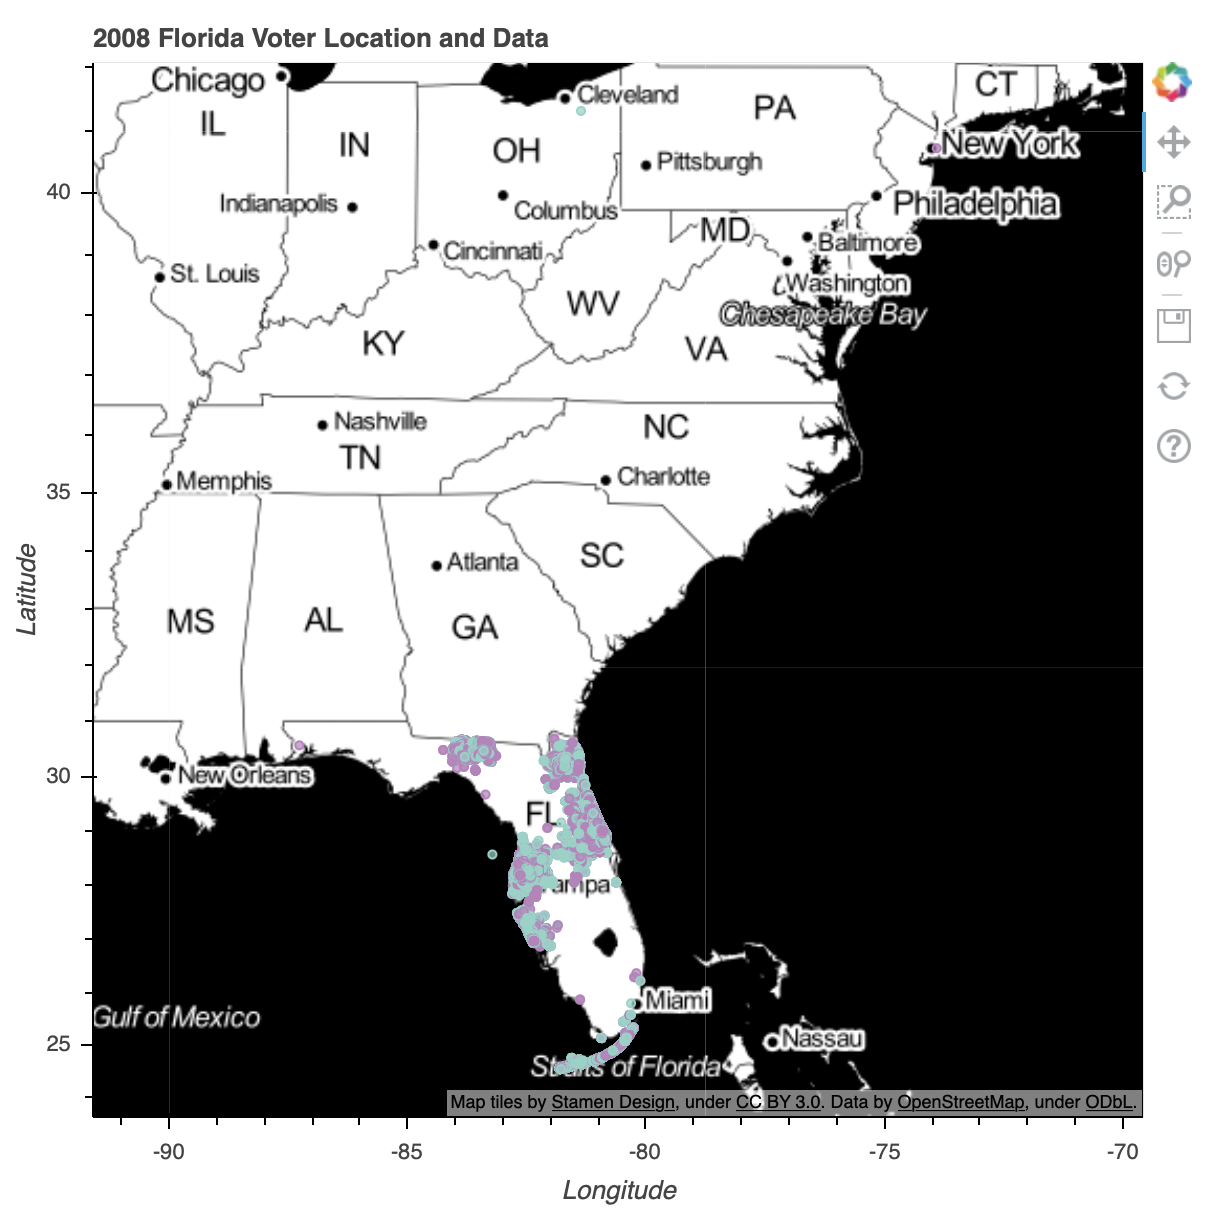 2008 Florida Voter Location and Data
Chicago
Cleveland
CT
IL
PA
IN
OH
New York
Pittsburgh
Indianapolis
Columbus
Philadelphia
40
MD
Baltimore
Cincinnati
St. Louis
Washington
WV
Chesapeake Bay
KY
VA
Nashville
NC
TN
Memphis
Charlotte
35
Atlanta
SC
Latitude
MS
AL
GA
New Orleans
30
FL
ampa
Miami
Gulf of Mexico
Nassau
25
Straits of Florida
Map tiles by Stamen Design, under CC BY 3.0. Data by OpenStreetMap, under ODbL.
-90
-85
-80
-75
-70
Longitude
?